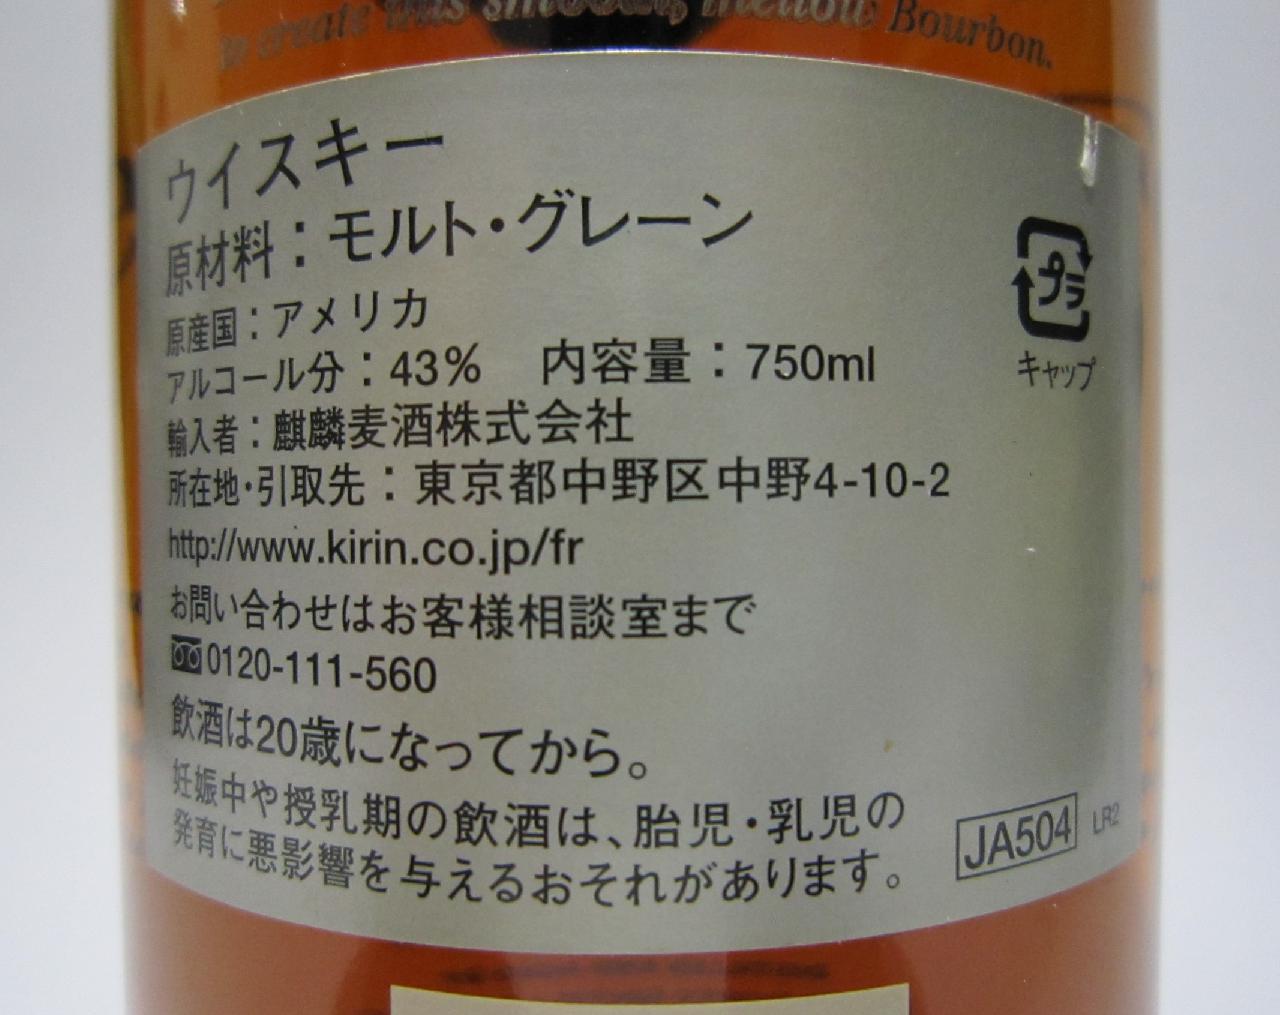 to create this smooth, mellow Bourbon.
ウイスキー
原材料：モルト・グレーン
原産国：アメリカ
アルコール分：43％　内容量：750ml
輸入者：麒麟麦酒株式会社
所在地・引取先：東京都中野区中野4-10-2
http://www.kirin.co.jp/fr
お問い合わせはお客様相談室まで
0120-111-560
飲酒は20歳になってから。
妊娠中や授乳期の飲酒は、胎児・乳児の
発育に悪影響を与えるおそれがあります。
プラ
キャップ
JA504 LR2